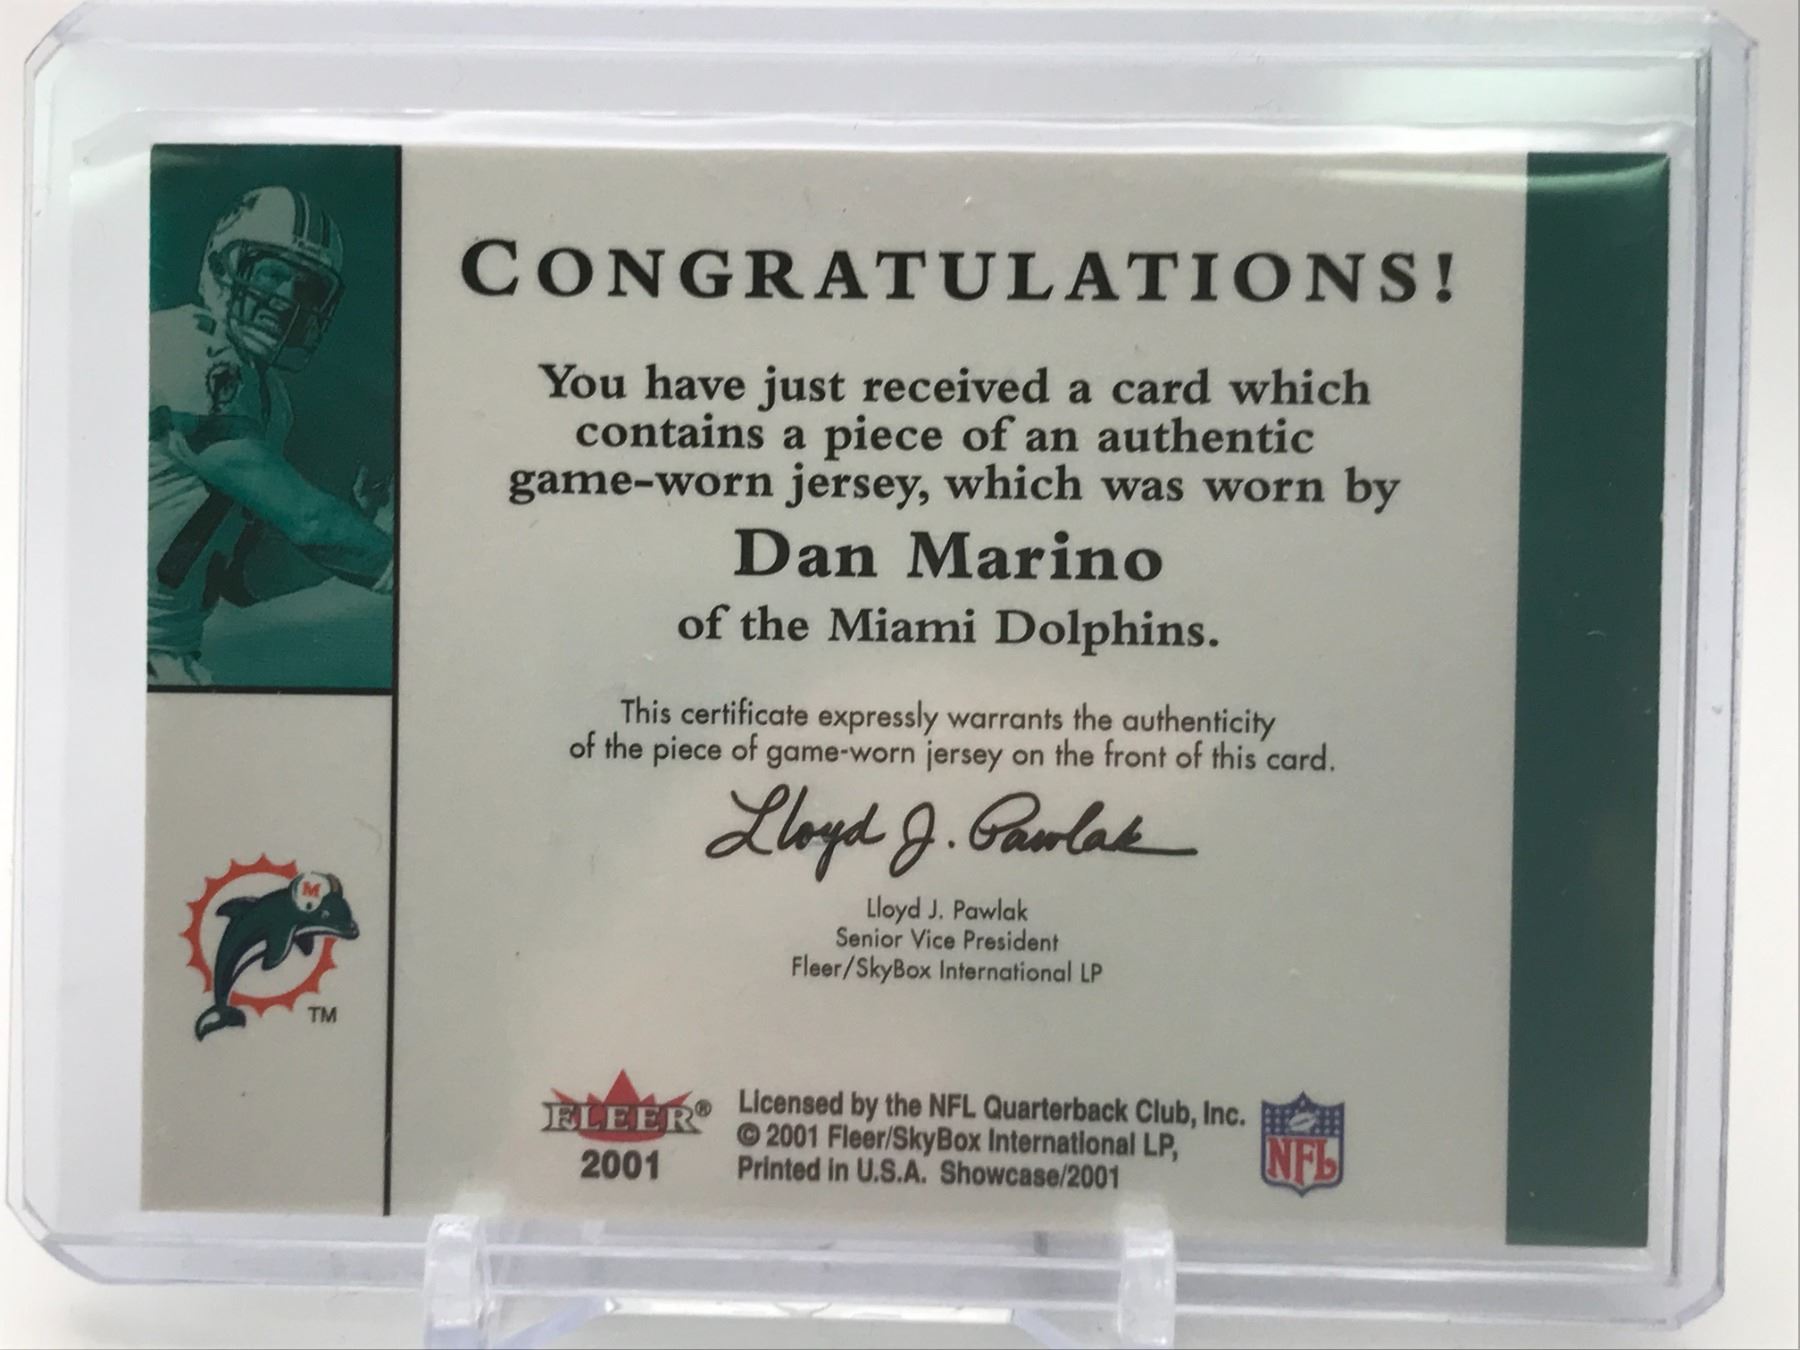 CONGRATULATIONS!
You have just received a card which
contains a piece of an authentic
game-worn jersey, which was worn by
Dan Marino
of the Miami Dolphins.
This certificate expressly warrants the authenticity
of the piece of game-worn jersey on the front of this card.
Lloyd J. Pawlak
Lloyd J. Pawlak
Senior Vice President
Fleer/SkyBox International LP
M
TM
FLEER®
2001
Licensed by the NFL Quarterback Club, Inc.
© 2001 Fleer/SkyBox International LP,
Printed in U.S.A. Showcase/2001
NFL